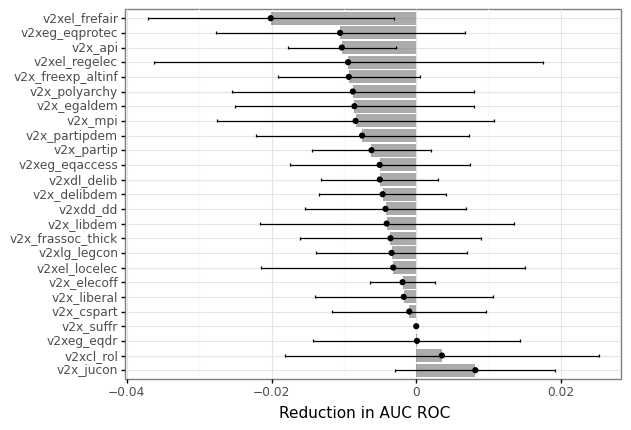 v2xel_frefair
v2xeg_eqprotec
v2x_api
v2xel_regelec
v2x_freexp_altinf
v2x_polyarchy
v2x_egaldem
v2x_mpi
v2x_partipdem
v2x_partip
v2xeg_eqaccess
v2xdl_delib
v2x_delibdem
v2xdd_dd
v2x_libdem
v2x_frassoc_thick
v2xlg_legcon
v2xel_locelec
v2x_elecoff
v2x_liberal
v2x_cspart
v2x_suffr
v2xeg_eqdr
v2xcl_rol
v2x_jucon
−0.04 −0.02 0 0.02
Reduction in AUC ROC